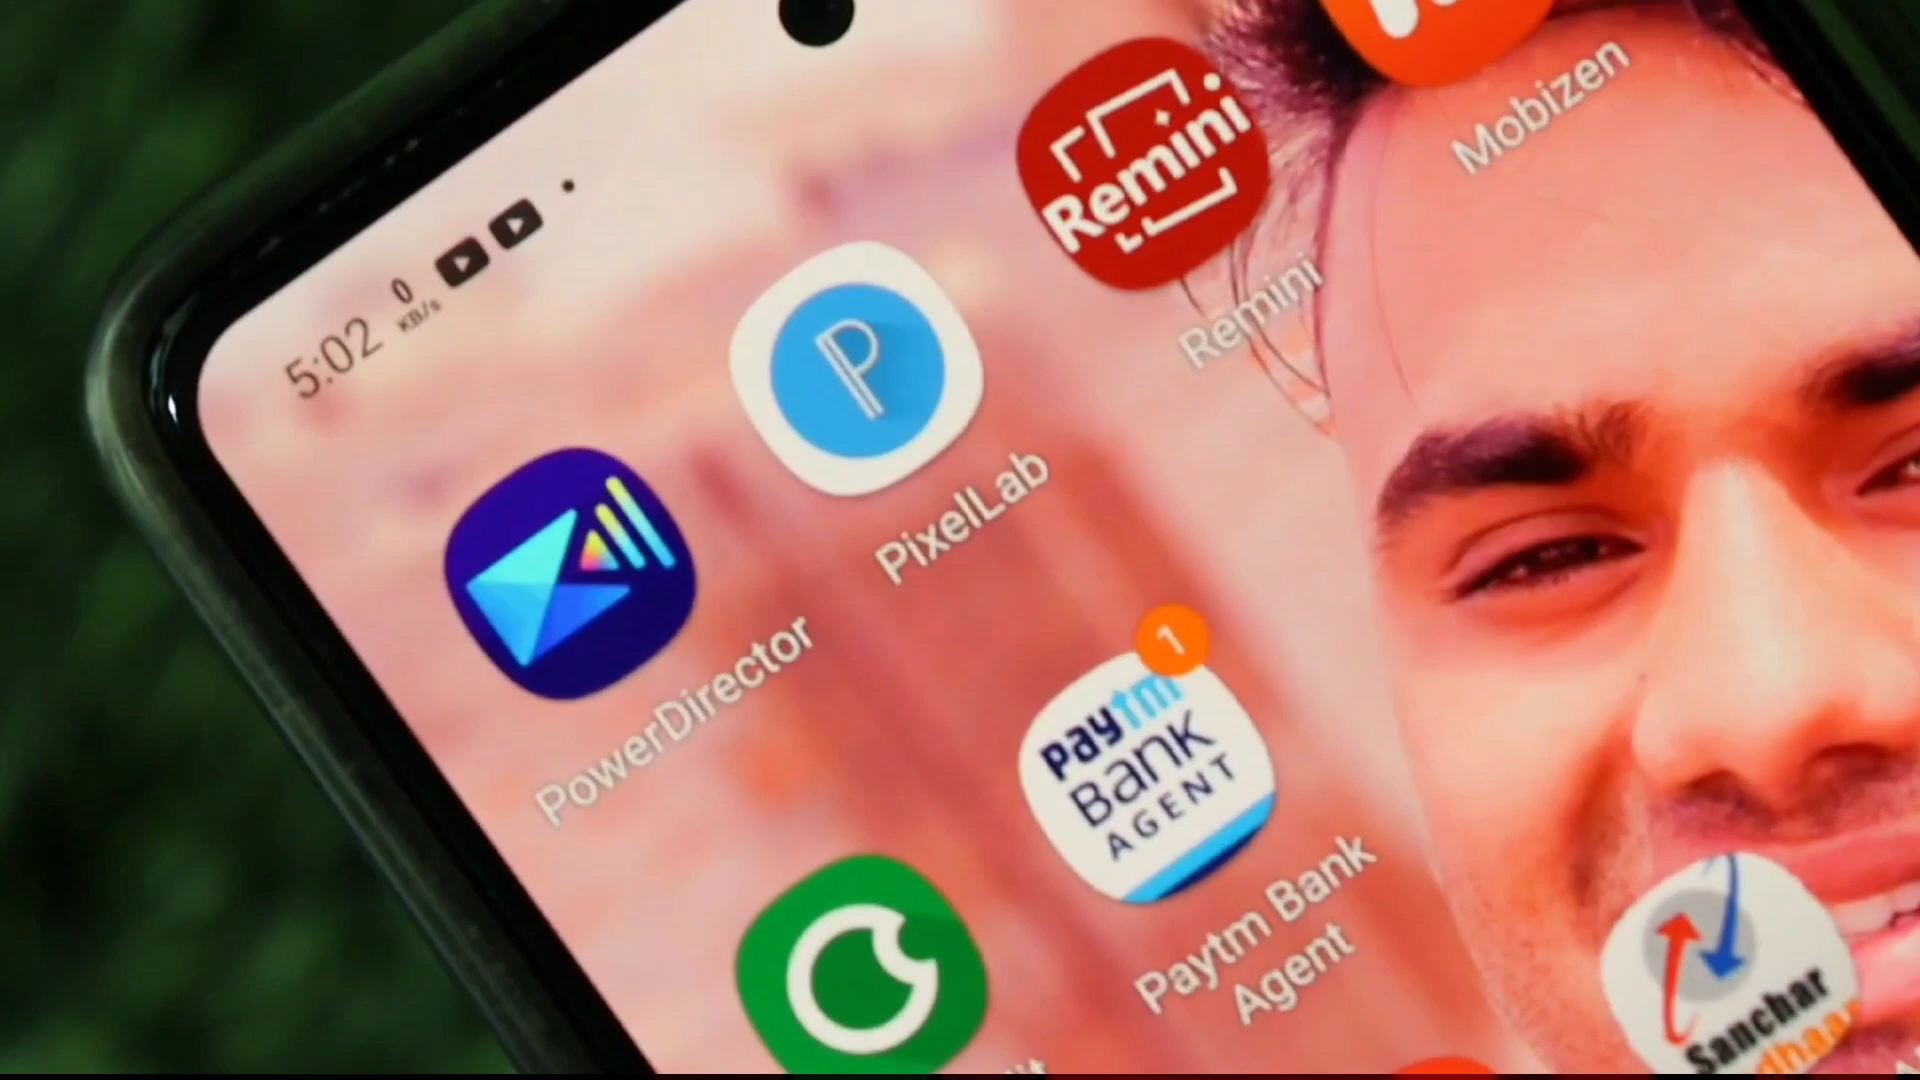 5:02
0
KB/s
Remini
Remini
Mobizen
P
PixelLab
PowerDirector
1
paytm
Bank
AGENT
Paytm Bank
Agent
Sanchar